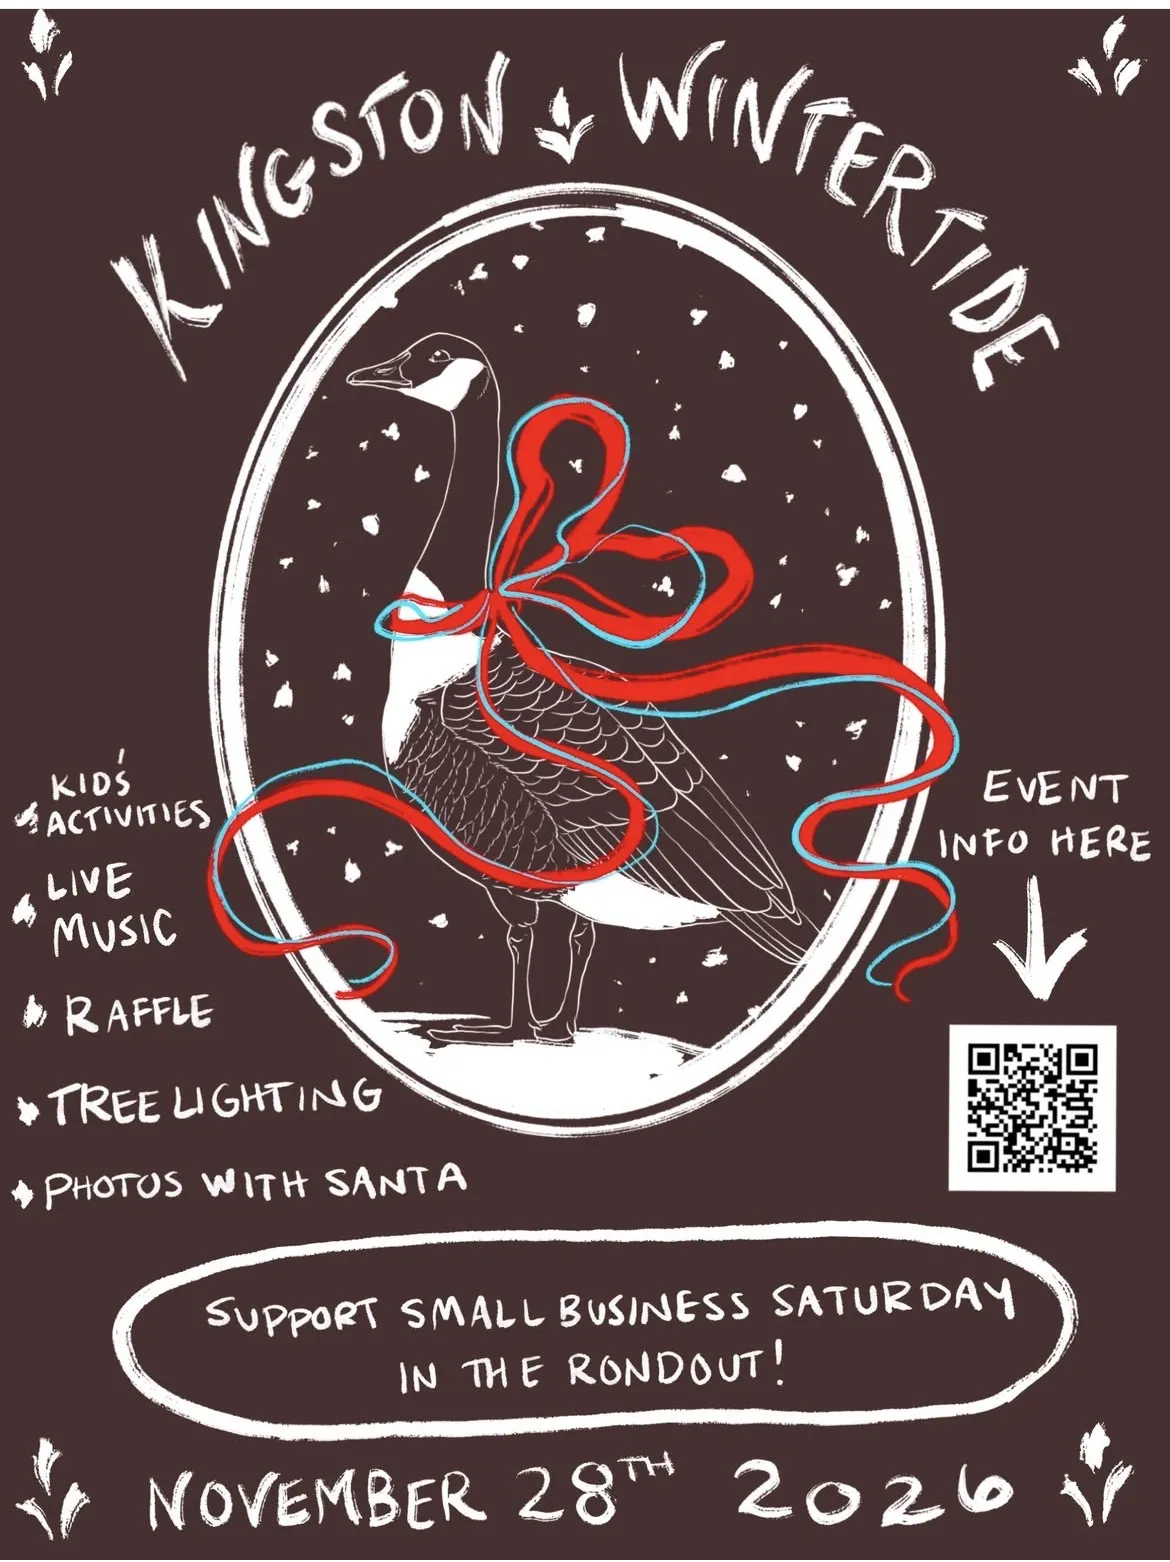 KINGSTON WINTERTIDE
KID'S
ACTIVITIES
LIVE
MUSIC
RAFFLE
TREE LIGHTING
PHOTOS WITH SANTA
EVENT
INFO HERE
SUPPORT SMALL BUSINESS SATURDAY
IN THE RONDOUT!
NOVEMBER 28TH 2026